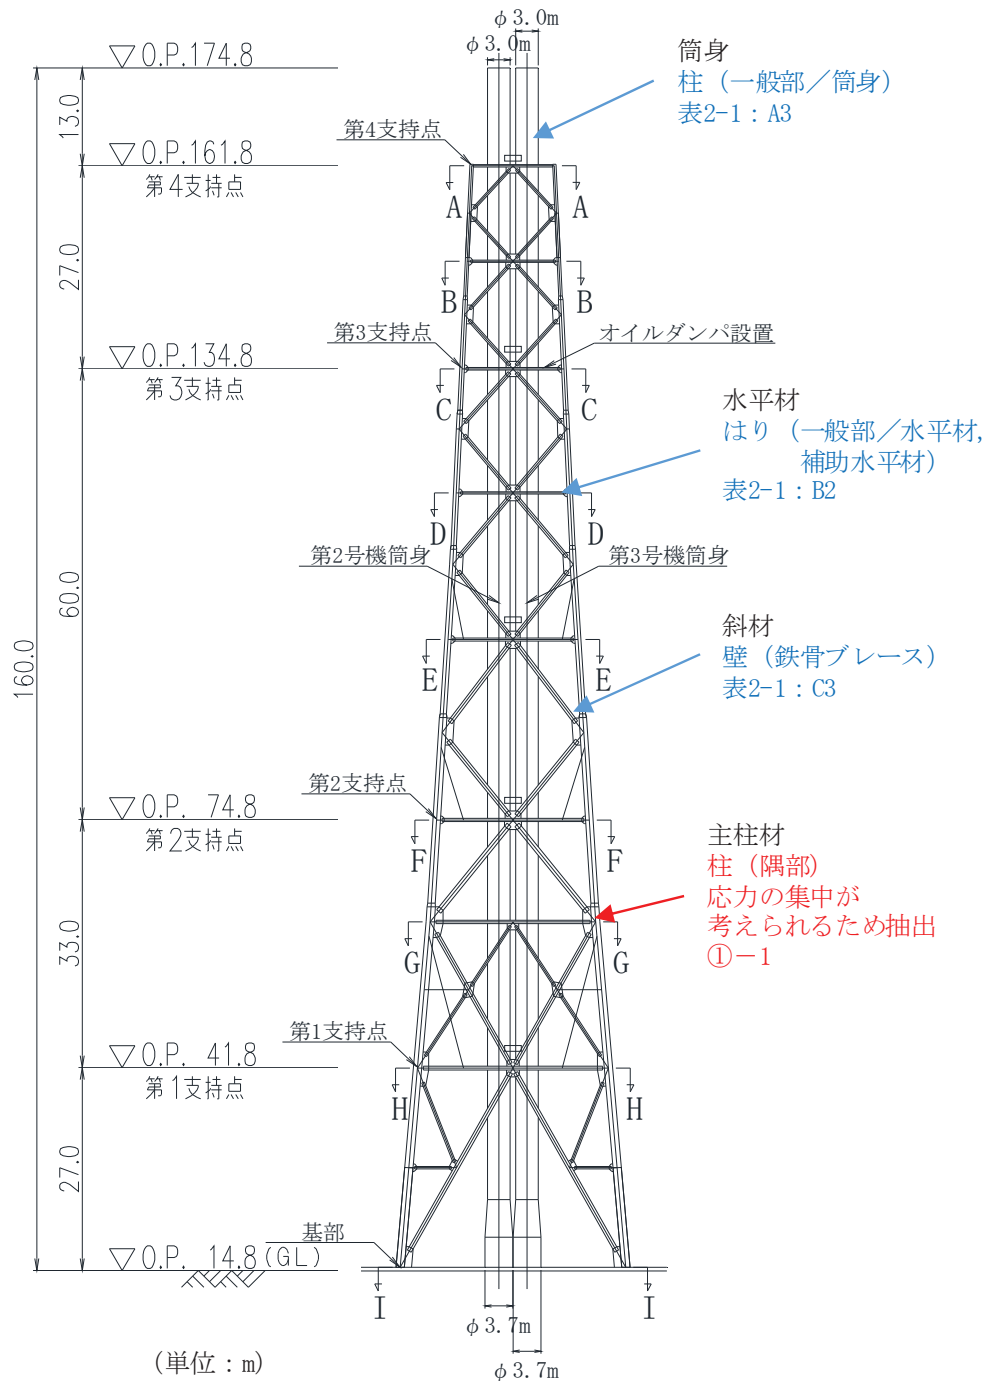 φ3.0m
φ3.0m
▽O.P.174.8
13.0
筒身
柱（一般部／筒身）
表2-1：A3
第4支持点
▽O.P.161.8
第4支持点
A
A
27.0
B
B
第3支持点
オイルダンパ設置
▽O.P.134.8
第3支持点
C
C
水平材
はり（一般部／水平材,
補助水平材）
表2-1：B2
D
D
第2号機筒身
第3号機筒身
60.0
160.0
斜材
壁（鉄骨ブレース）
表2-1：C3
E
E
第2支持点
▽O.P. 74.8
第2支持点
F
F
主柱材
柱（隅部）
応力の集中が
考えられるため抽出
①－1
33.0
G
G
第1支持点
▽O.P. 41.8
第1支持点
H
H
27.0
基部
▽O.P. 14.8(GL)
I
I
φ3.7m
φ3.7m
(単位：m)